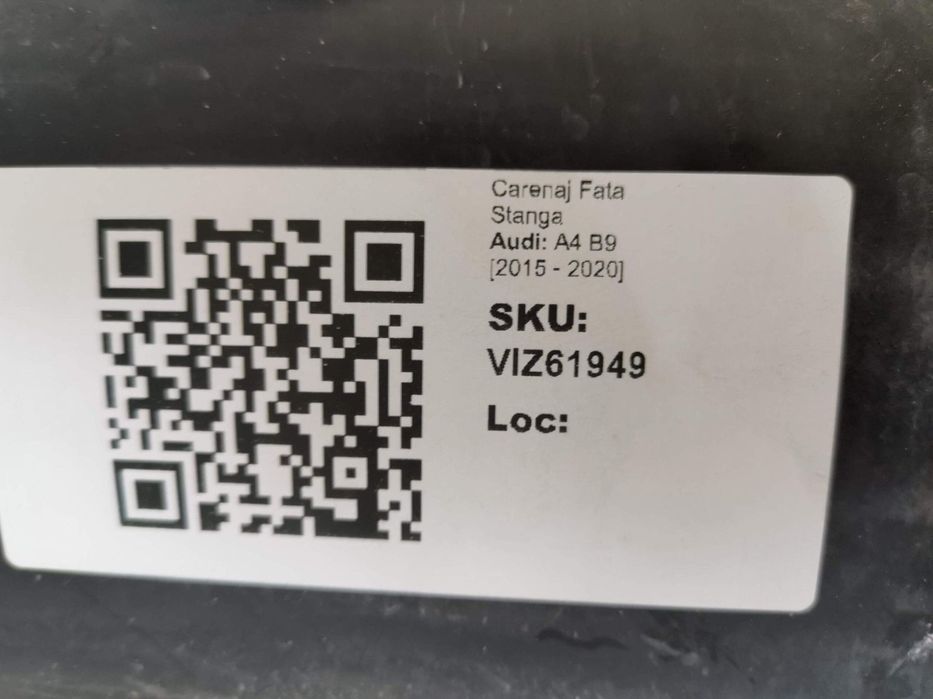 Carenaj Fata
Stanga
Audi: A4 B9
[2015 - 2020]
SKU:
VIZ61949
Loc: